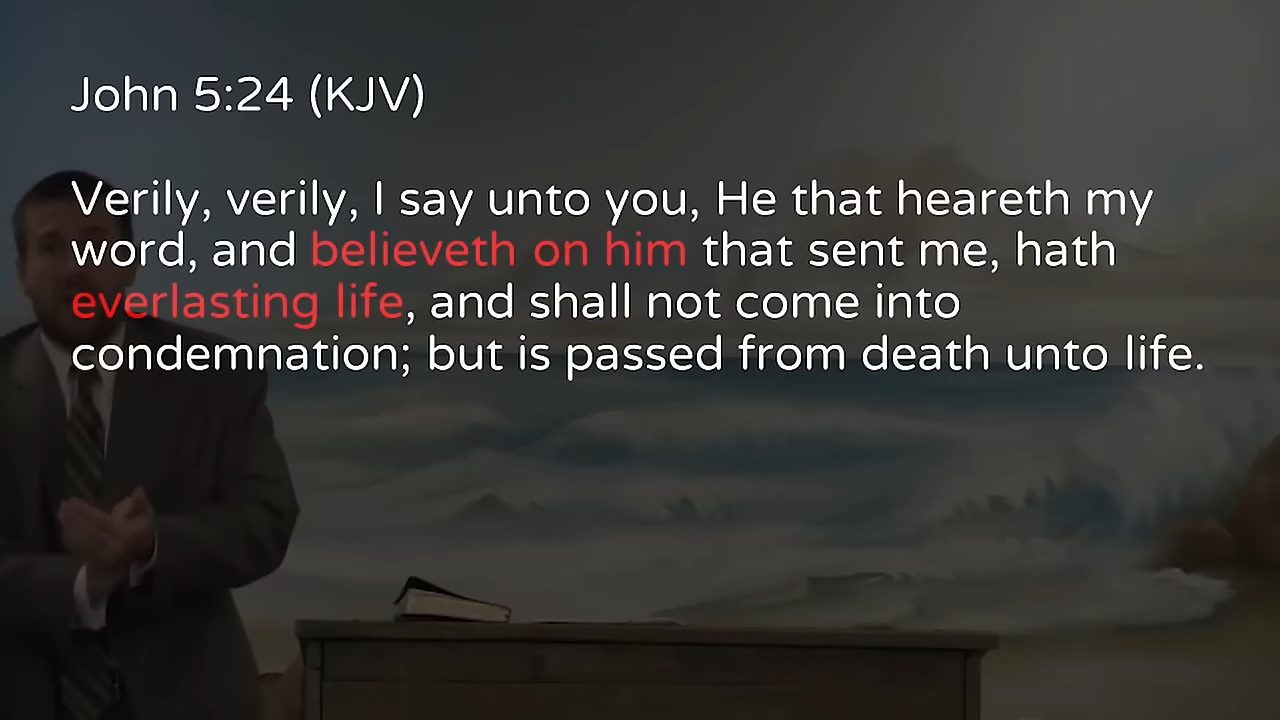 John 5:24 (KJV)
Verily, verily, I say unto you, He that heareth my
word, and believeth on him that sent me, hath
everlasting life, and shall not come into
condemnation; but is passed from death unto life.